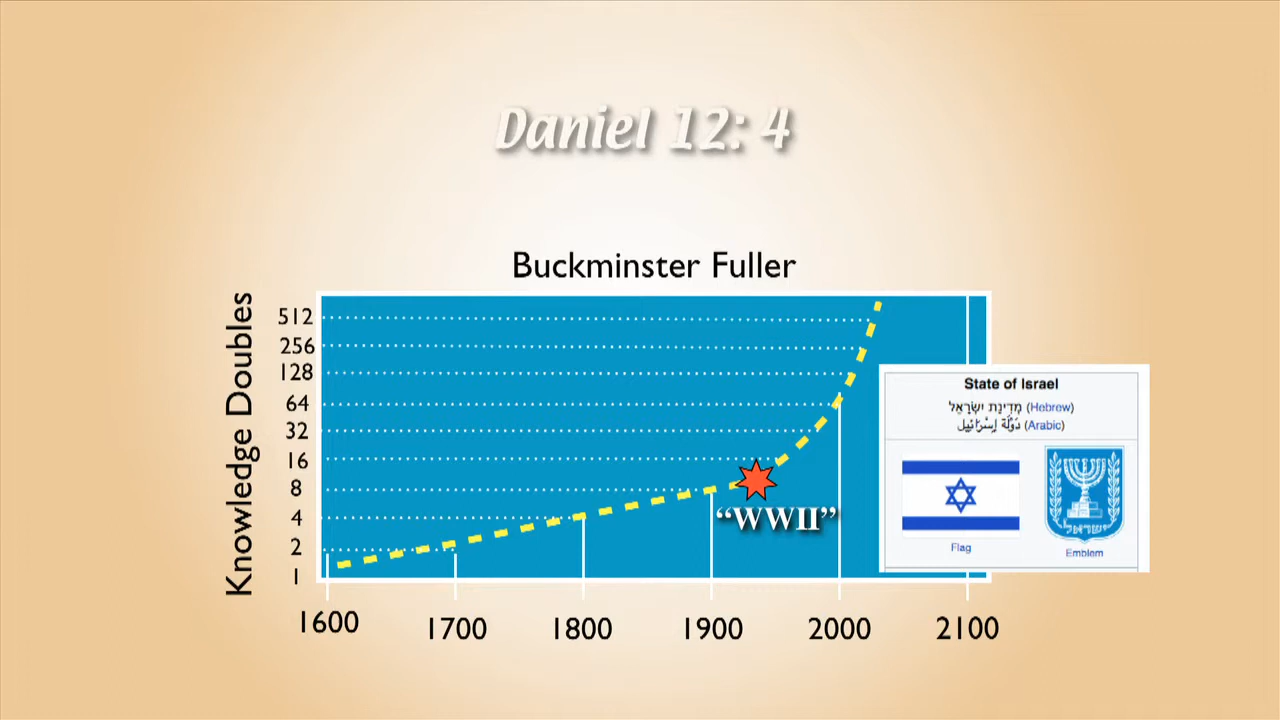 Daniel 12: 4
Buckminster Fuller
Knowledge Doubles
512
256
128
64
32
16
8
4
2
1
“WWII”
1600
1700
1800
1900
2000
2100
State of Israel
מְדִינַת יִשְׂרָאֵל (Hebrew)
دَوْلَة إِسْرَائِيل (Arabic)
ישראל
Flag
Emblem